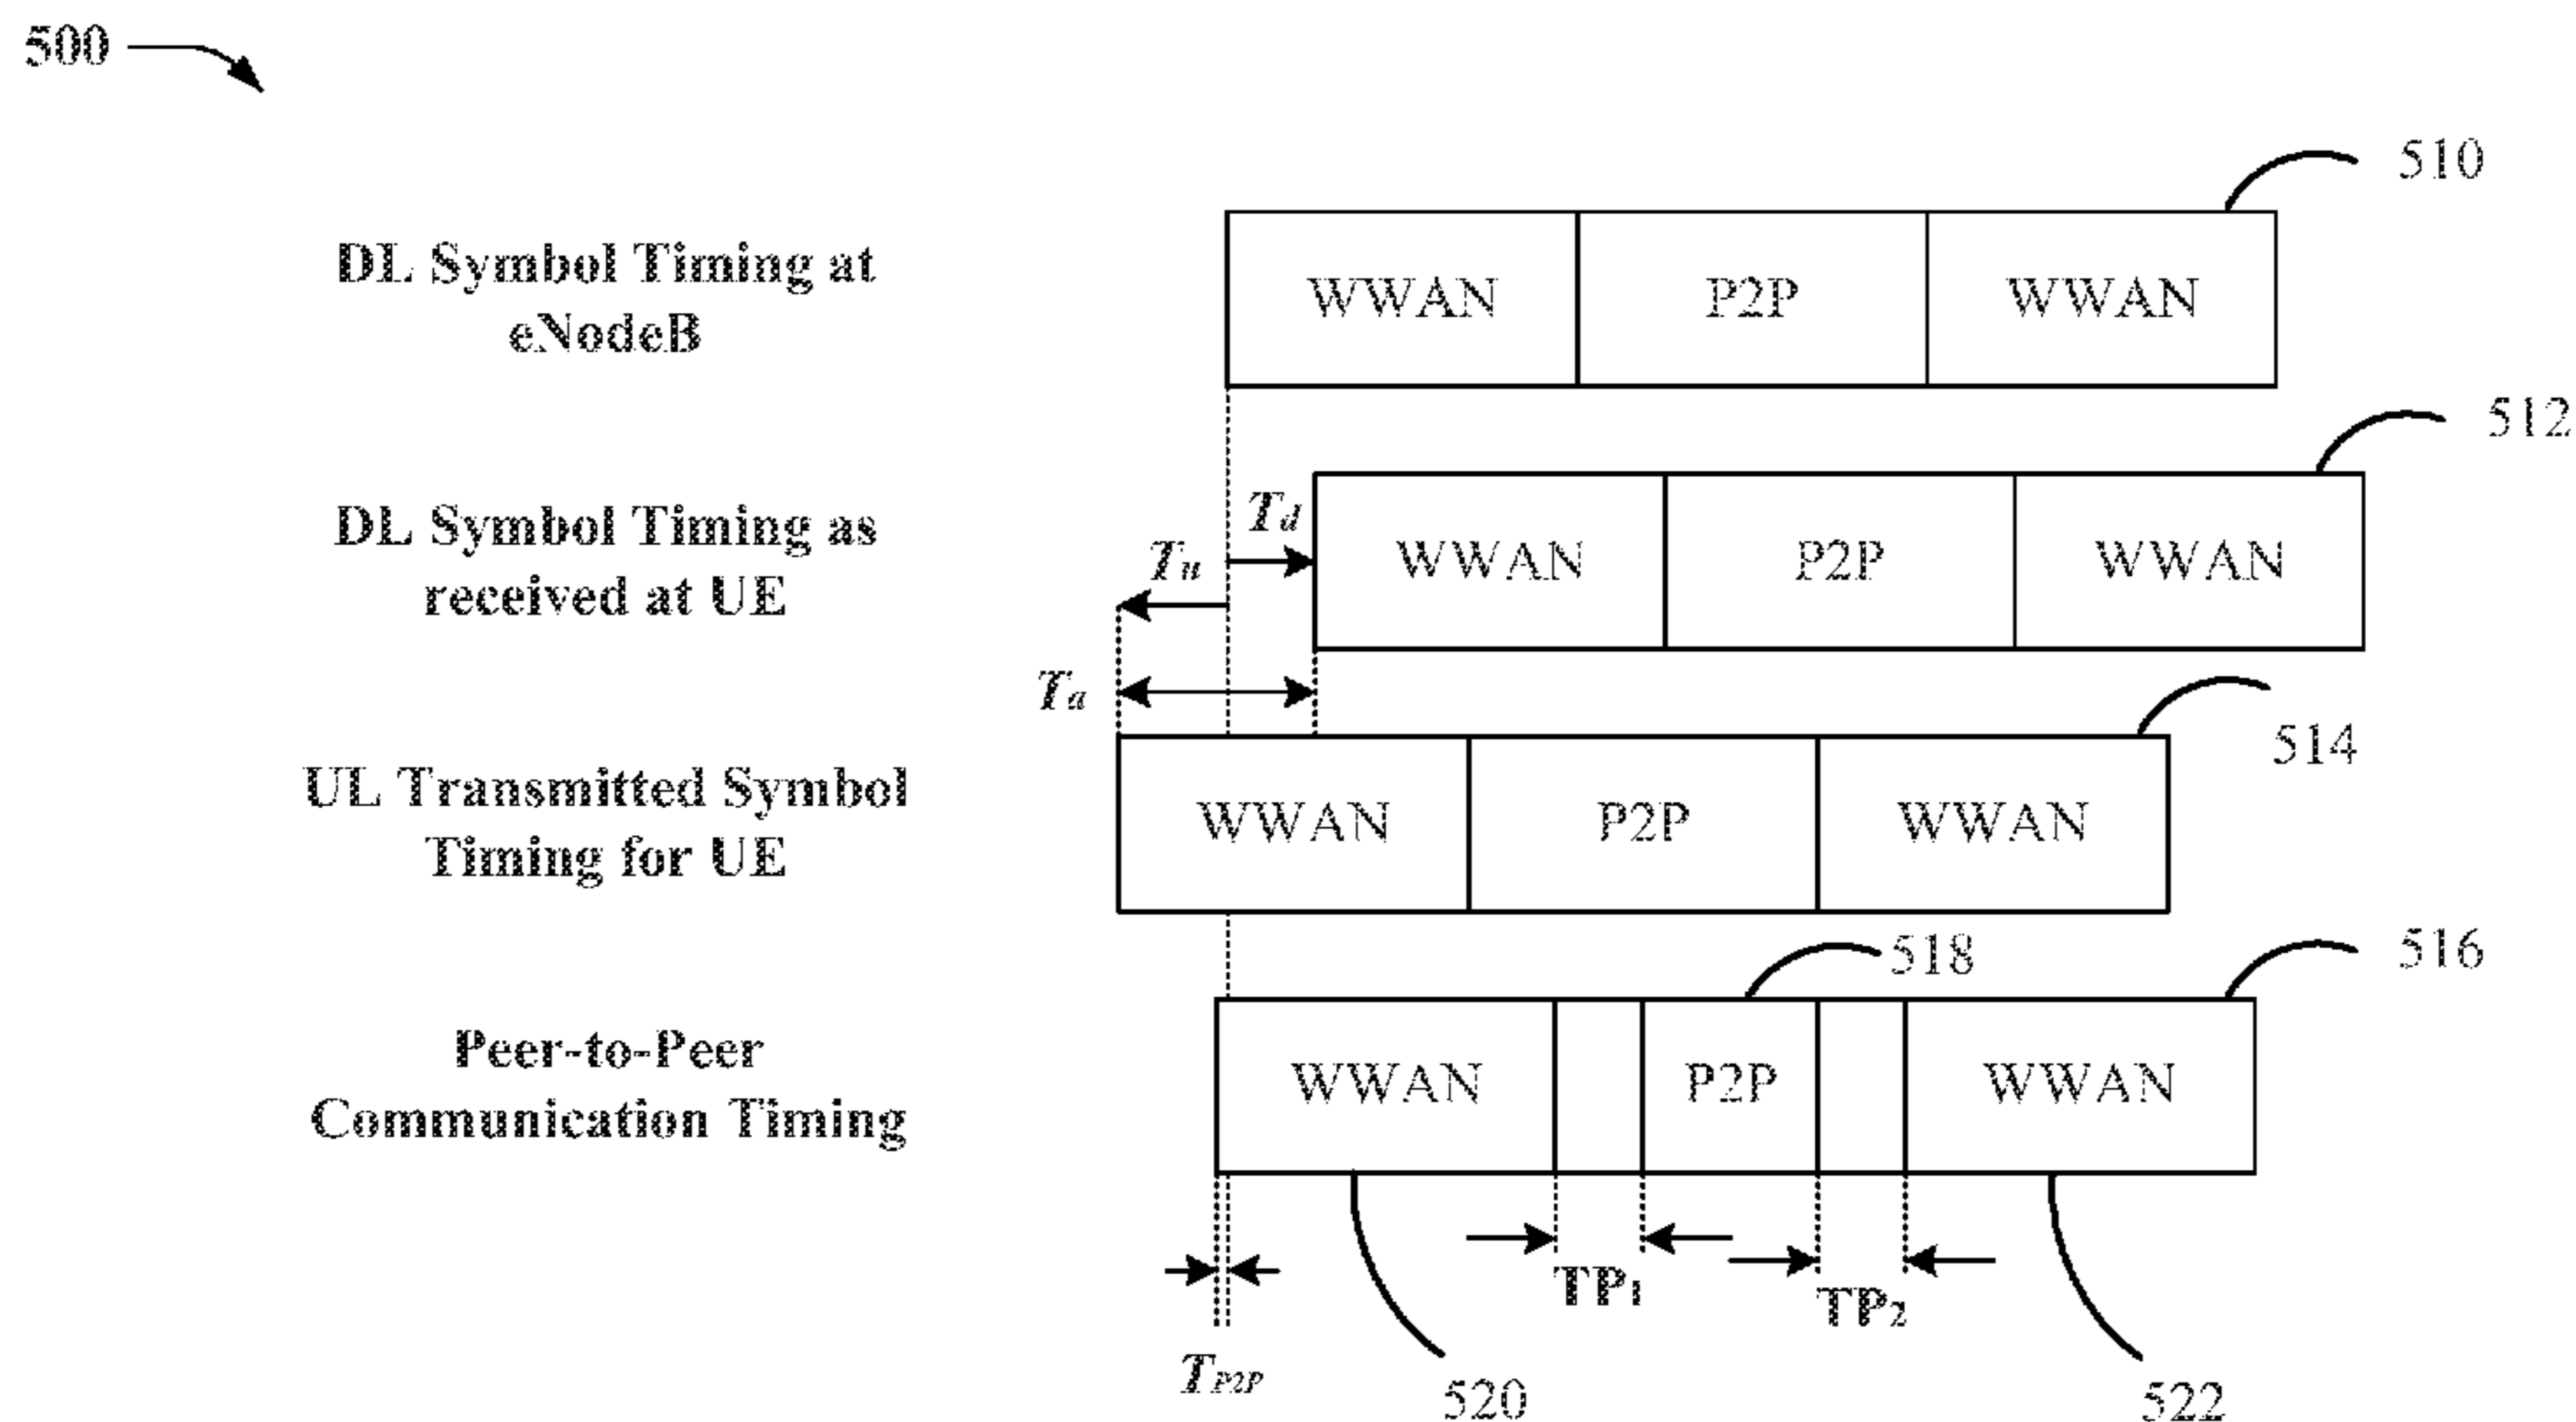 500
510
DL Symbol Timing at
eNodeB
WWAN P2P WWAN
512
DL Symbol Timing as
received at UE
Td
Tu
WWAN P2P WWAN
Ta
514
UL Transmitted Symbol
Timing for UE
WWAN P2P WWAN
518
516
Peer-to-Peer
Communication Timing
WWAN P2P WWAN
TP1
TP2
TP2P
520
522